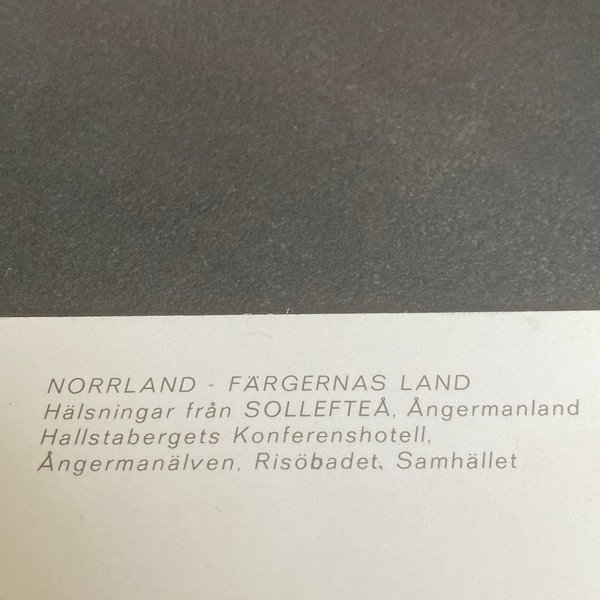 NORRLAND - FÄRGERNAS LAND
Hälsningar från SOLLEFTEÅ, Ångermanland
Hallstabergets Konferenshotell,
Ångermanälven, Risöbadet, Samhället